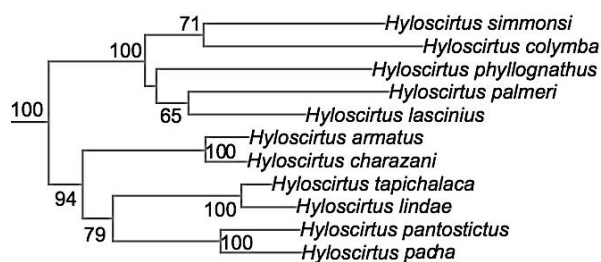 71
Hyloscirtus simmonsi
Hyloscirtus colymba
100
Hyloscirtus phyllognathus
Hyloscirtus palmeri
65
Hyloscirtus lascinius
100
Hyloscirtus armatus
100
Hyloscirtus charazani
94
Hyloscirtus tapichalaca
100
Hyloscirtus lindae
79
Hyloscirtus pantostictus
100
Hyloscirtus pacha